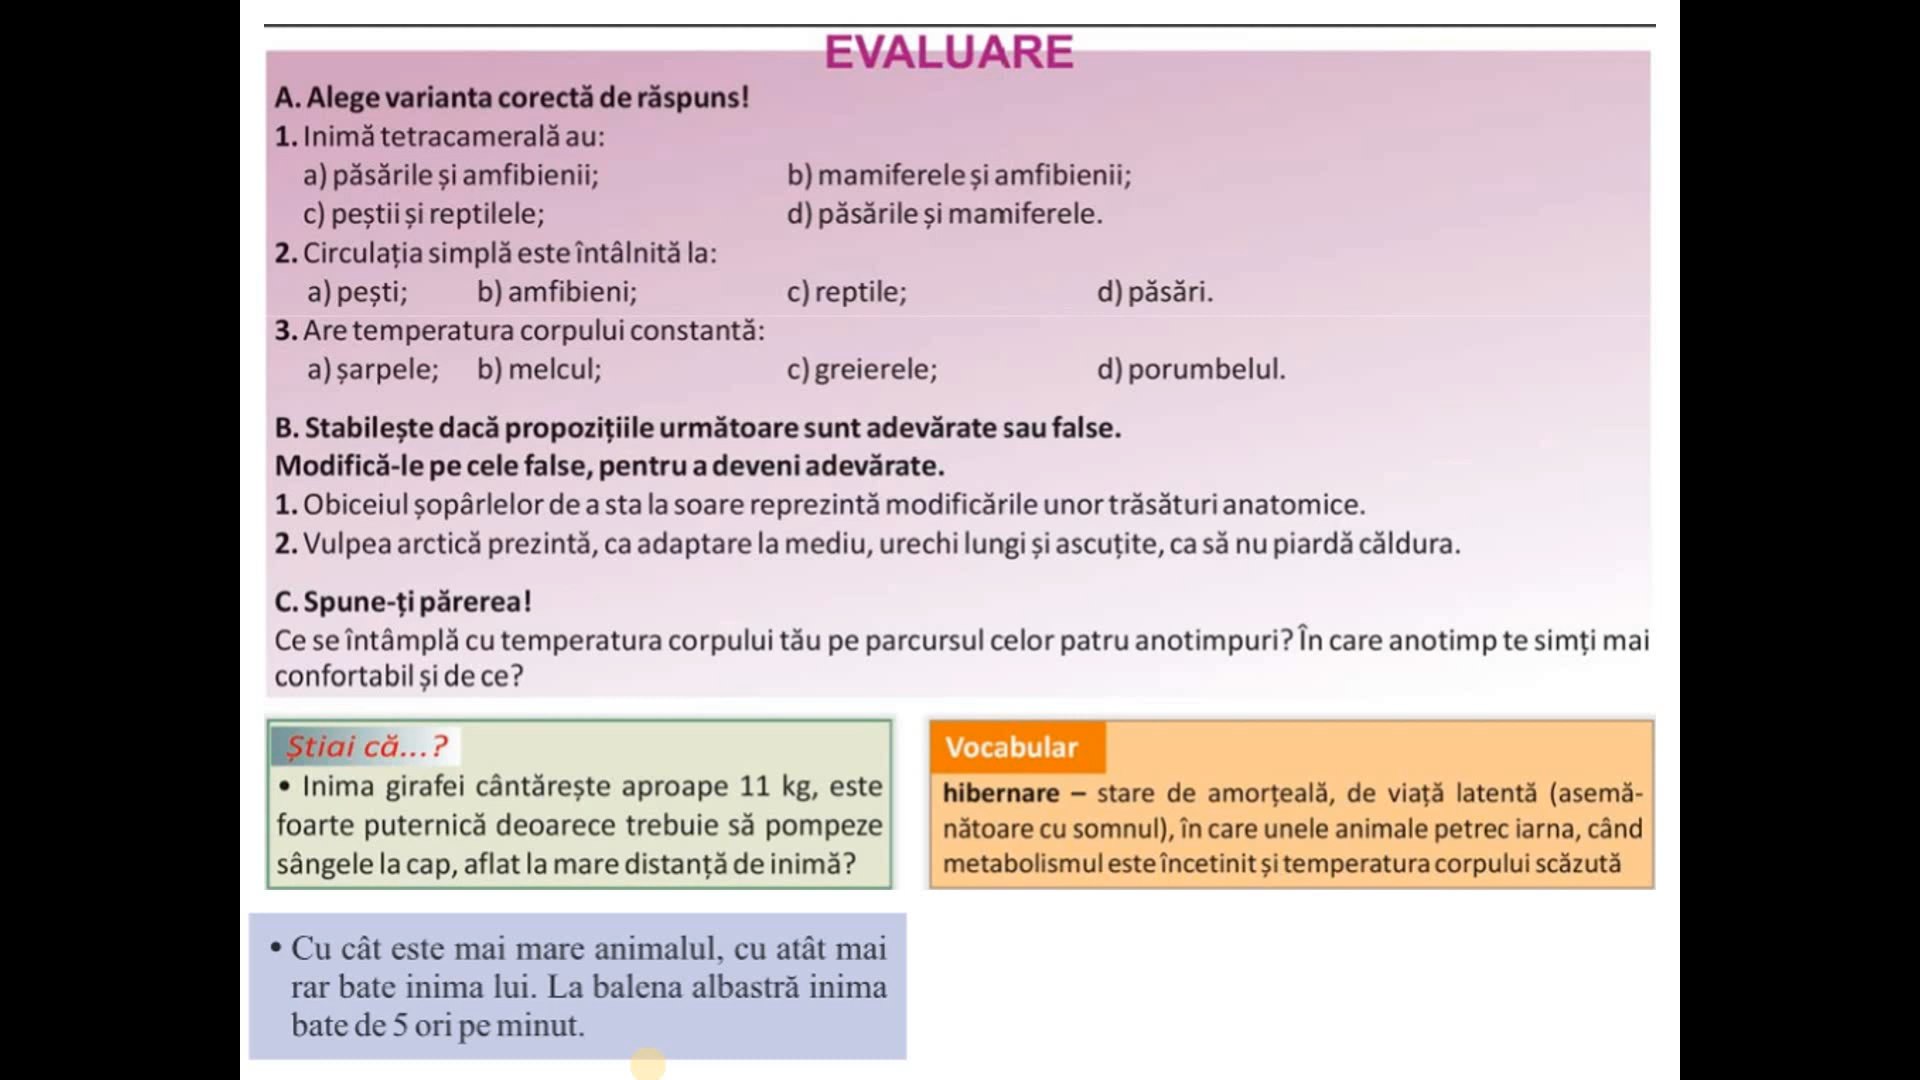 EVALUARE
A. Alege varianta corectă de răspuns!
1. Inimă tetracamerală au:
a) păsările și amfibienii; b) mamiferele și amfibienii;
c) peștii și reptilele; d) păsările și mamiferele.
2. Circulația simplă este întâlnită la:
a) pești; b) amfibieni; c) reptile; d) păsări.
3. Are temperatura corpului constantă:
a) șarpele; b) melcul; c) greierele; d) porumbelul.
B. Stabilește dacă propozițiile următoare sunt adevărate sau false.
Modifică-le pe cele false, pentru a deveni adevărate.
1. Obiceiul șopârlelor de a sta la soare reprezintă modificările unor trăsături anatomice.
2. Vulpea arctică prezintă, ca adaptare la mediu, urechi lungi și ascuțite, ca să nu piardă căldura.
C. Spune-ți părerea!
Ce se întâmplă cu temperatura corpului tău pe parcursul celor patru anotimpuri? În care anotimp te simți mai
confortabil și de ce?
Știai că...?
• Inima girafei cântărește aproape 11 kg, este
foarte puternică deoarece trebuie să pompeze
sângele la cap, aflat la mare distanță de inimă?
Vocabular
hibernare – stare de amorțeală, de viață latentă (asemă-
nătoare cu somnul), în care unele animale petrec iarna, când
metabolismul este încetinit și temperatura corpului scăzută
• Cu cât este mai mare animalul, cu atât mai
rar bate inima lui. La balena albastră inima
bate de 5 ori pe minut.